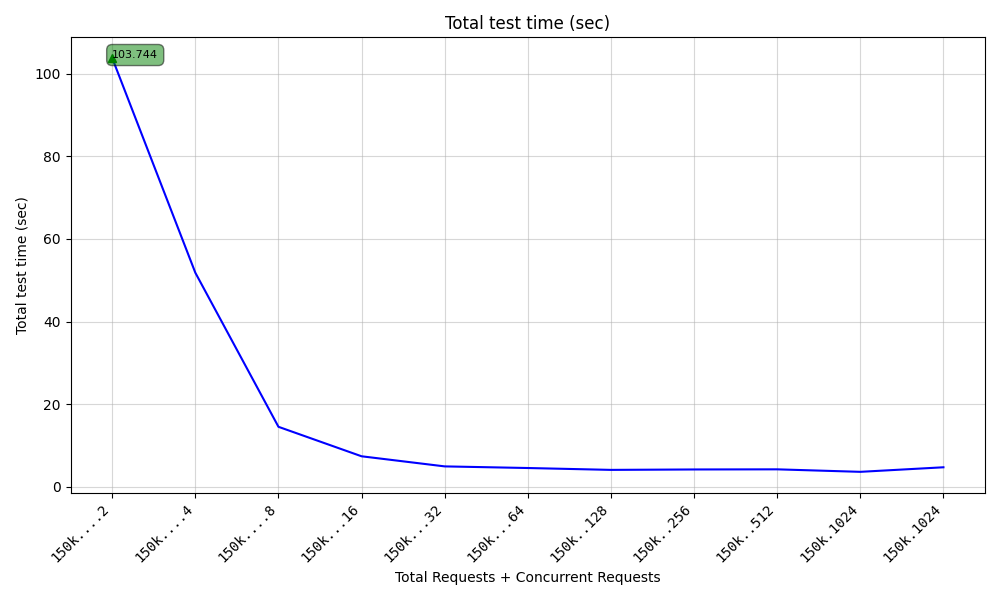 Total test time (sec)
103.744
100
80
60
40
20
0
Total test time (sec)
150k....2
150k....4
150k....8
150k...16
150k...32
150k...64
150k..128
150k..256
150k..512
150k.1024
150k.1024
Total Requests + Concurrent Requests